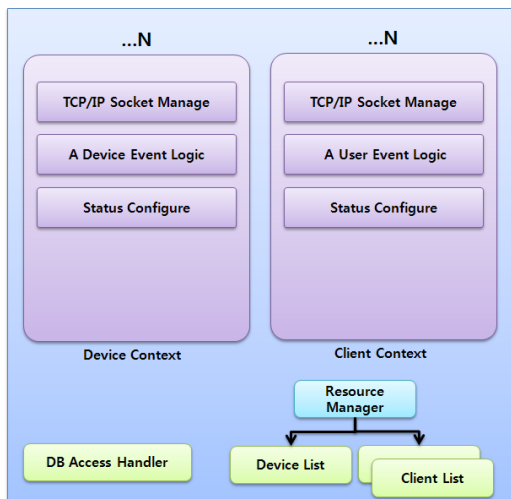 ...N
TCP/IP Socket Manage
A Device Event Logic
Status Configure
Device Context
...N
TCP/IP Socket Manage
A User Event Logic
Status Configure
Client Context
Resource
Manager
DB Access Handler
Device List
Client List